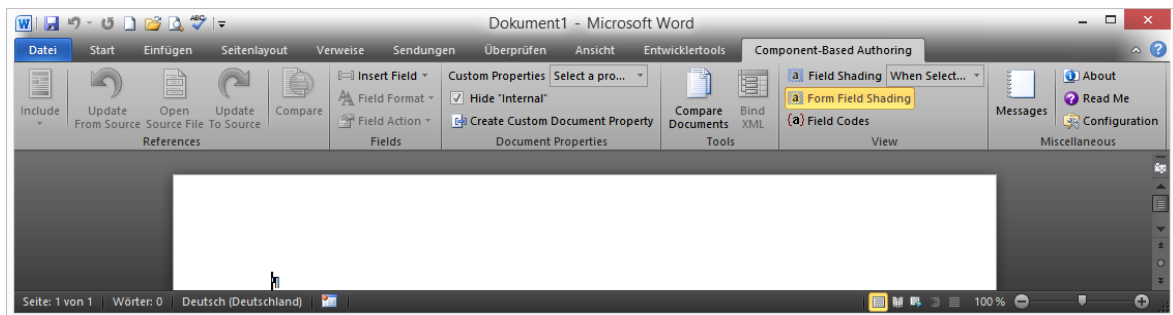 W ABC Dokument1 - Microsoft Word
Datei Start Einfügen Seitenlayout Verweise Sendungen Überprüfen Ansicht Entwicklertools Component-Based Authoring
Insert Field Custom Properties Select a pro... a Field Shading When Select... About
Include Update From Source Open Source File Update To Source Compare Field Format Hide "Internal" Compare Documents Bind XML a Form Field Shading Messages Read Me
Field Action Create Custom Document Property {a} Field Codes Configuration
References Fields Document Properties Tools View Miscellaneous
¶
Seite: 1 von 1 Wörter: 0 Deutsch (Deutschland) 100 %